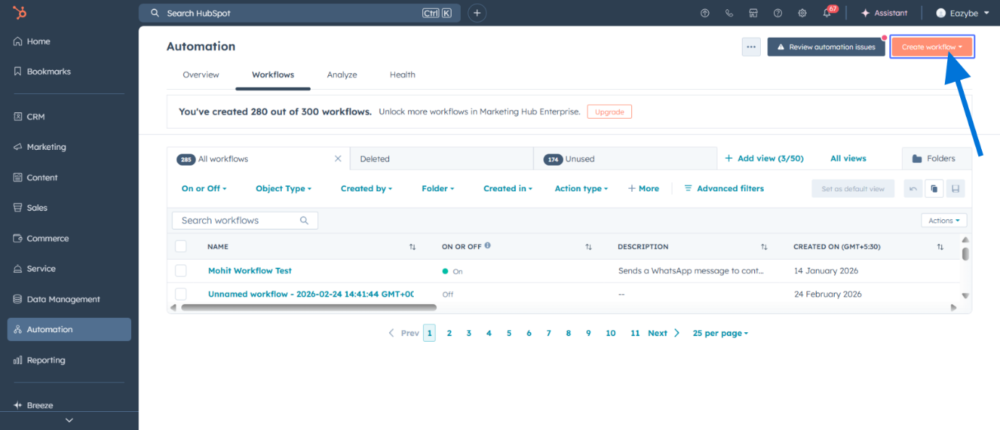 Search HubSpot
Ctrl K
67
Assistant
Eazybe
Home
Bookmarks
CRM
Marketing
Content
Sales
Commerce
Service
Data Management
Automation
Reporting
Breeze
Automation
Review automation issues
Create workflow
Overview
Workflows
Analyze
Health
You've created 280 out of 300 workflows. Unlock more workflows in Marketing Hub Enterprise. Upgrade
285 All workflows
Deleted
174 Unused
+ Add view (3/50)
All views
Folders
On or Off
Object Type
Created by
Folder
Created in
Action type
+ More
Advanced filters
Set as default view
Search workflows
Actions
NAME
ON OR OFF
DESCRIPTION
CREATED ON (GMT+5:30)
Mohit Workflow Test
On
Sends a WhatsApp message to cont...
14 January 2026
Unnamed workflow - 2026-02-24 14:41:44 GMT+00
Off
--
24 February 2026
Prev 1 2 3 4 5 6 7 8 9 10 11 Next
25 per page